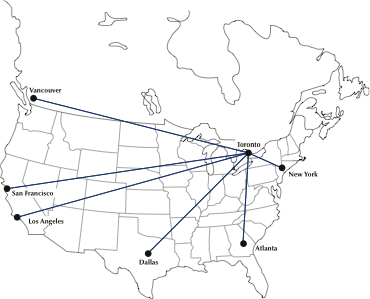 Vancouver
Toronto
New York
San Francisco
Los Angeles
Atlanta
Dallas